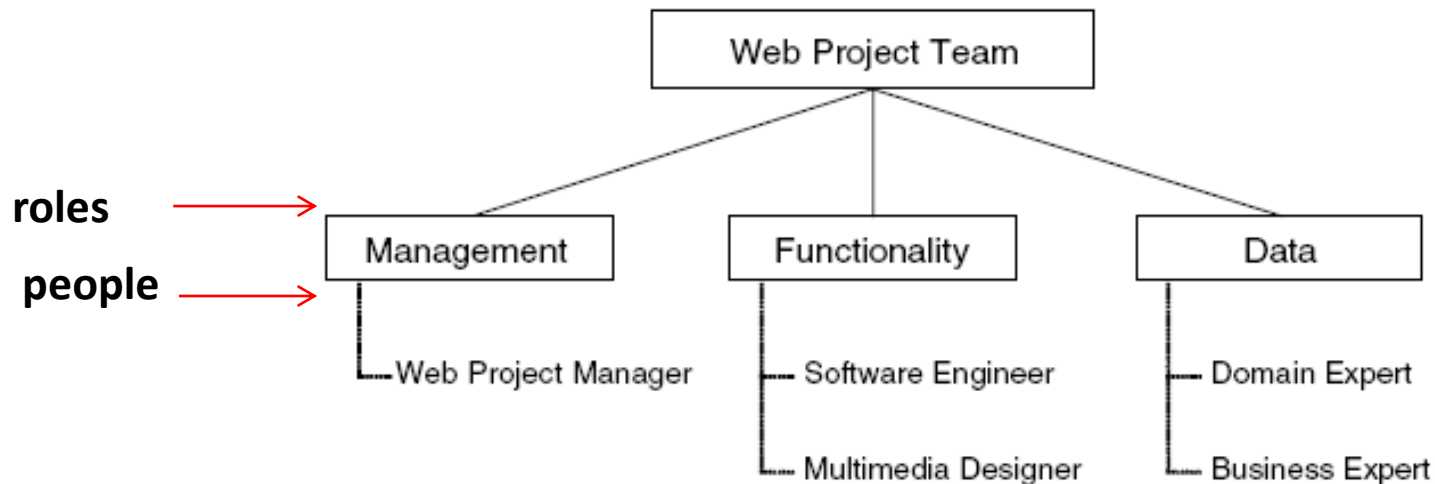 Web Project Team
roles
Management Functionality Data
people
Web Project Manager Software Engineer Domain Expert
Multimedia Designer Business Expert